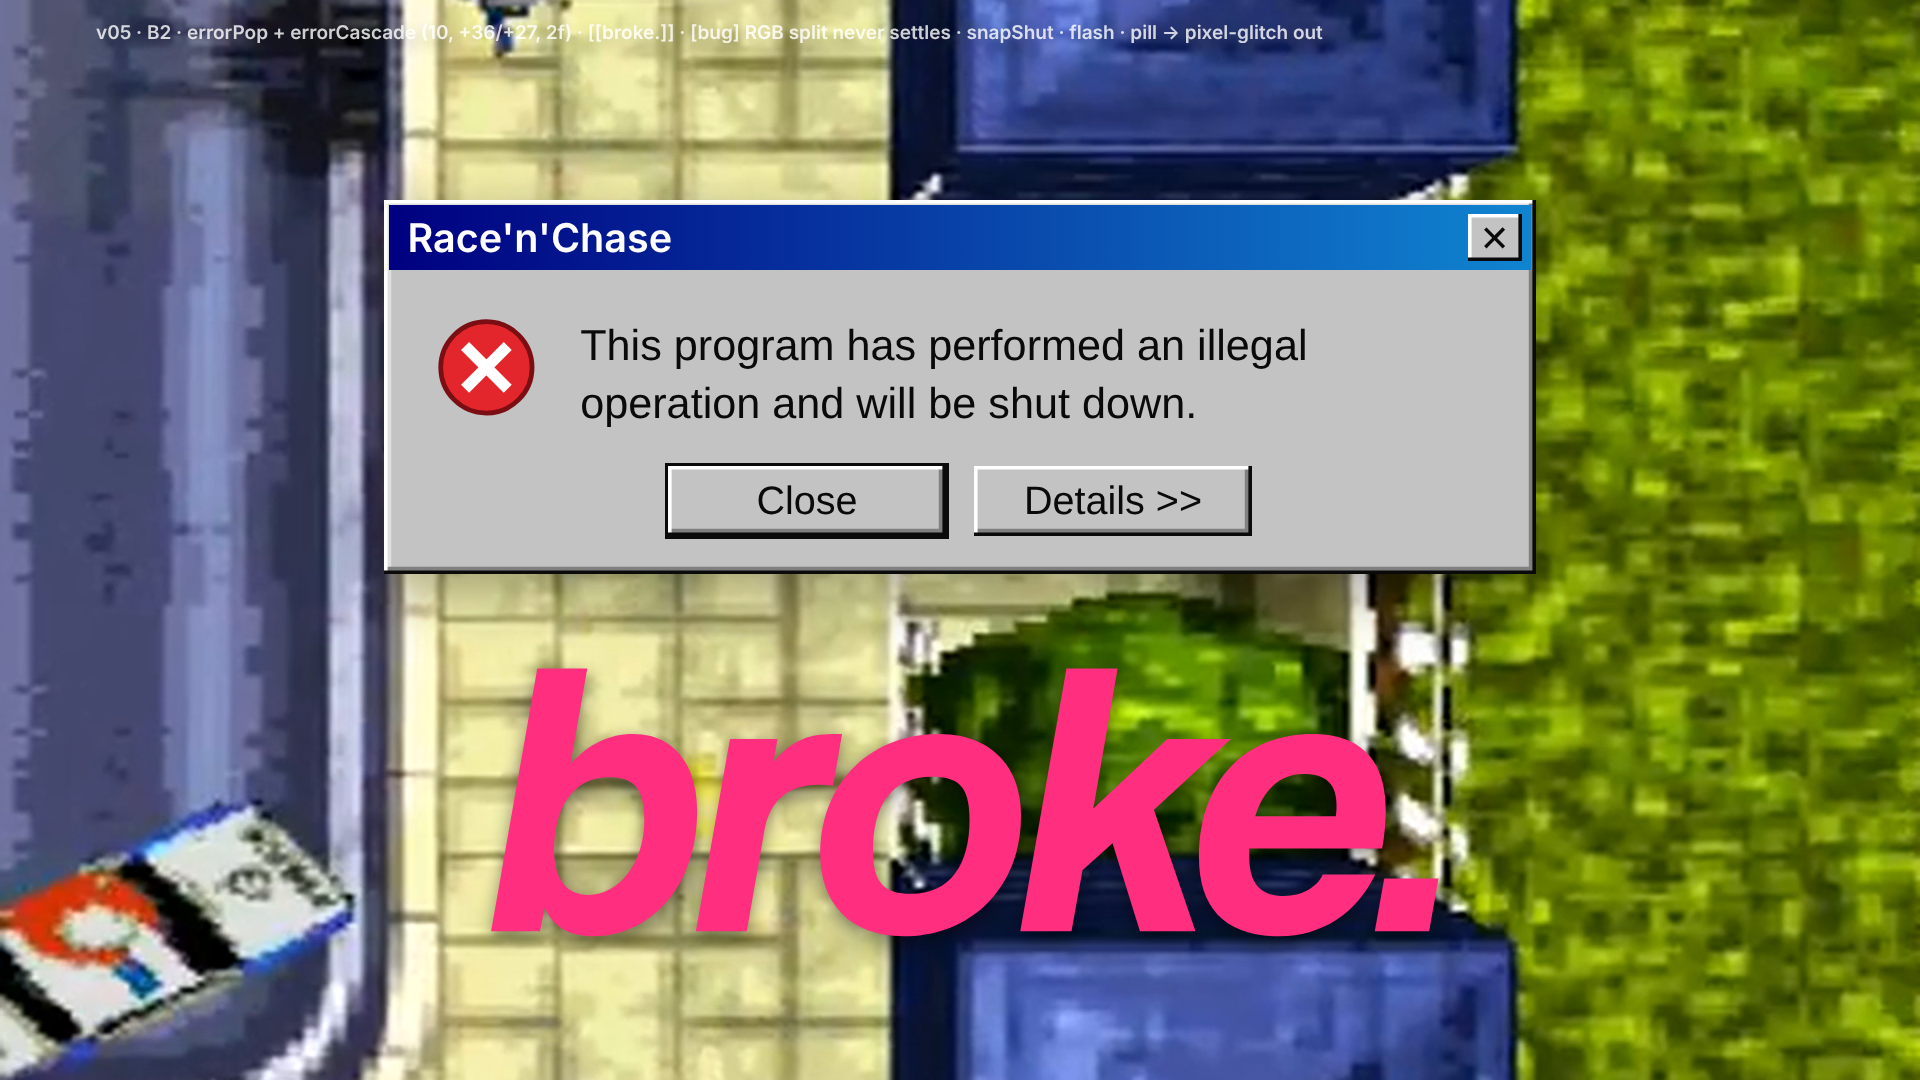 v05 · B2 · errorPop + errorCascade (10, +36/+27, 2f) · [[broke.]] · [bug] RGB split never settles · snapShut · flash · pill → pixel-glitch out
Race'n'Chase
This program has performed an illegal
operation and will be shut down.
Close
Details >>
broke.